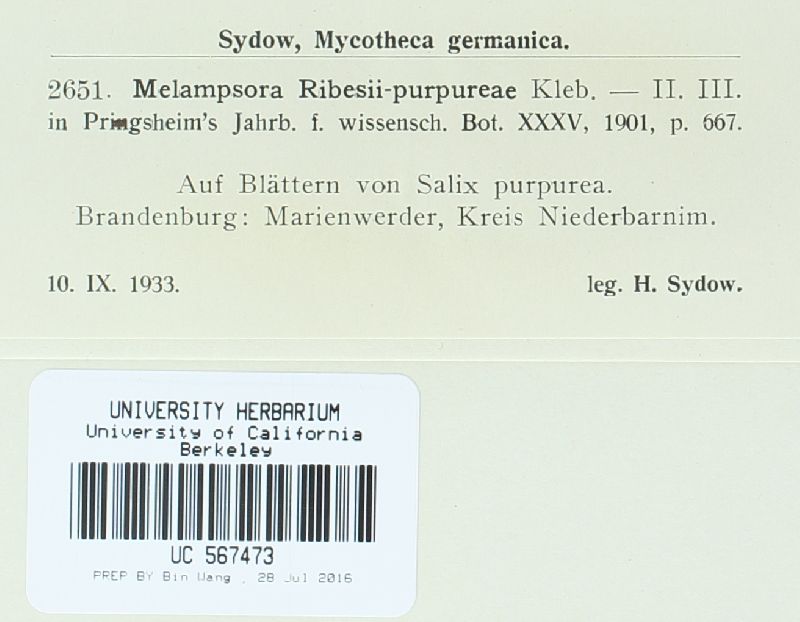 Sydow, Mycotheca germanica.
2651. Melampsora Ribesii-purpureae Kleb. — II. III.
in Pringsheim's Jahrb. f. wissensch. Bot. XXXV, 1901, p. 667.
Auf Blättern von Salix purpurea.
Brandenburg: Marienwerder, Kreis Niederbarnim.
10. IX. 1933. leg. H. Sydow.
UNIVERSITY HERBARIUM
University of California
Berkeley
UC 567473
PREP BY Bin Wang , 28 Jul 2016